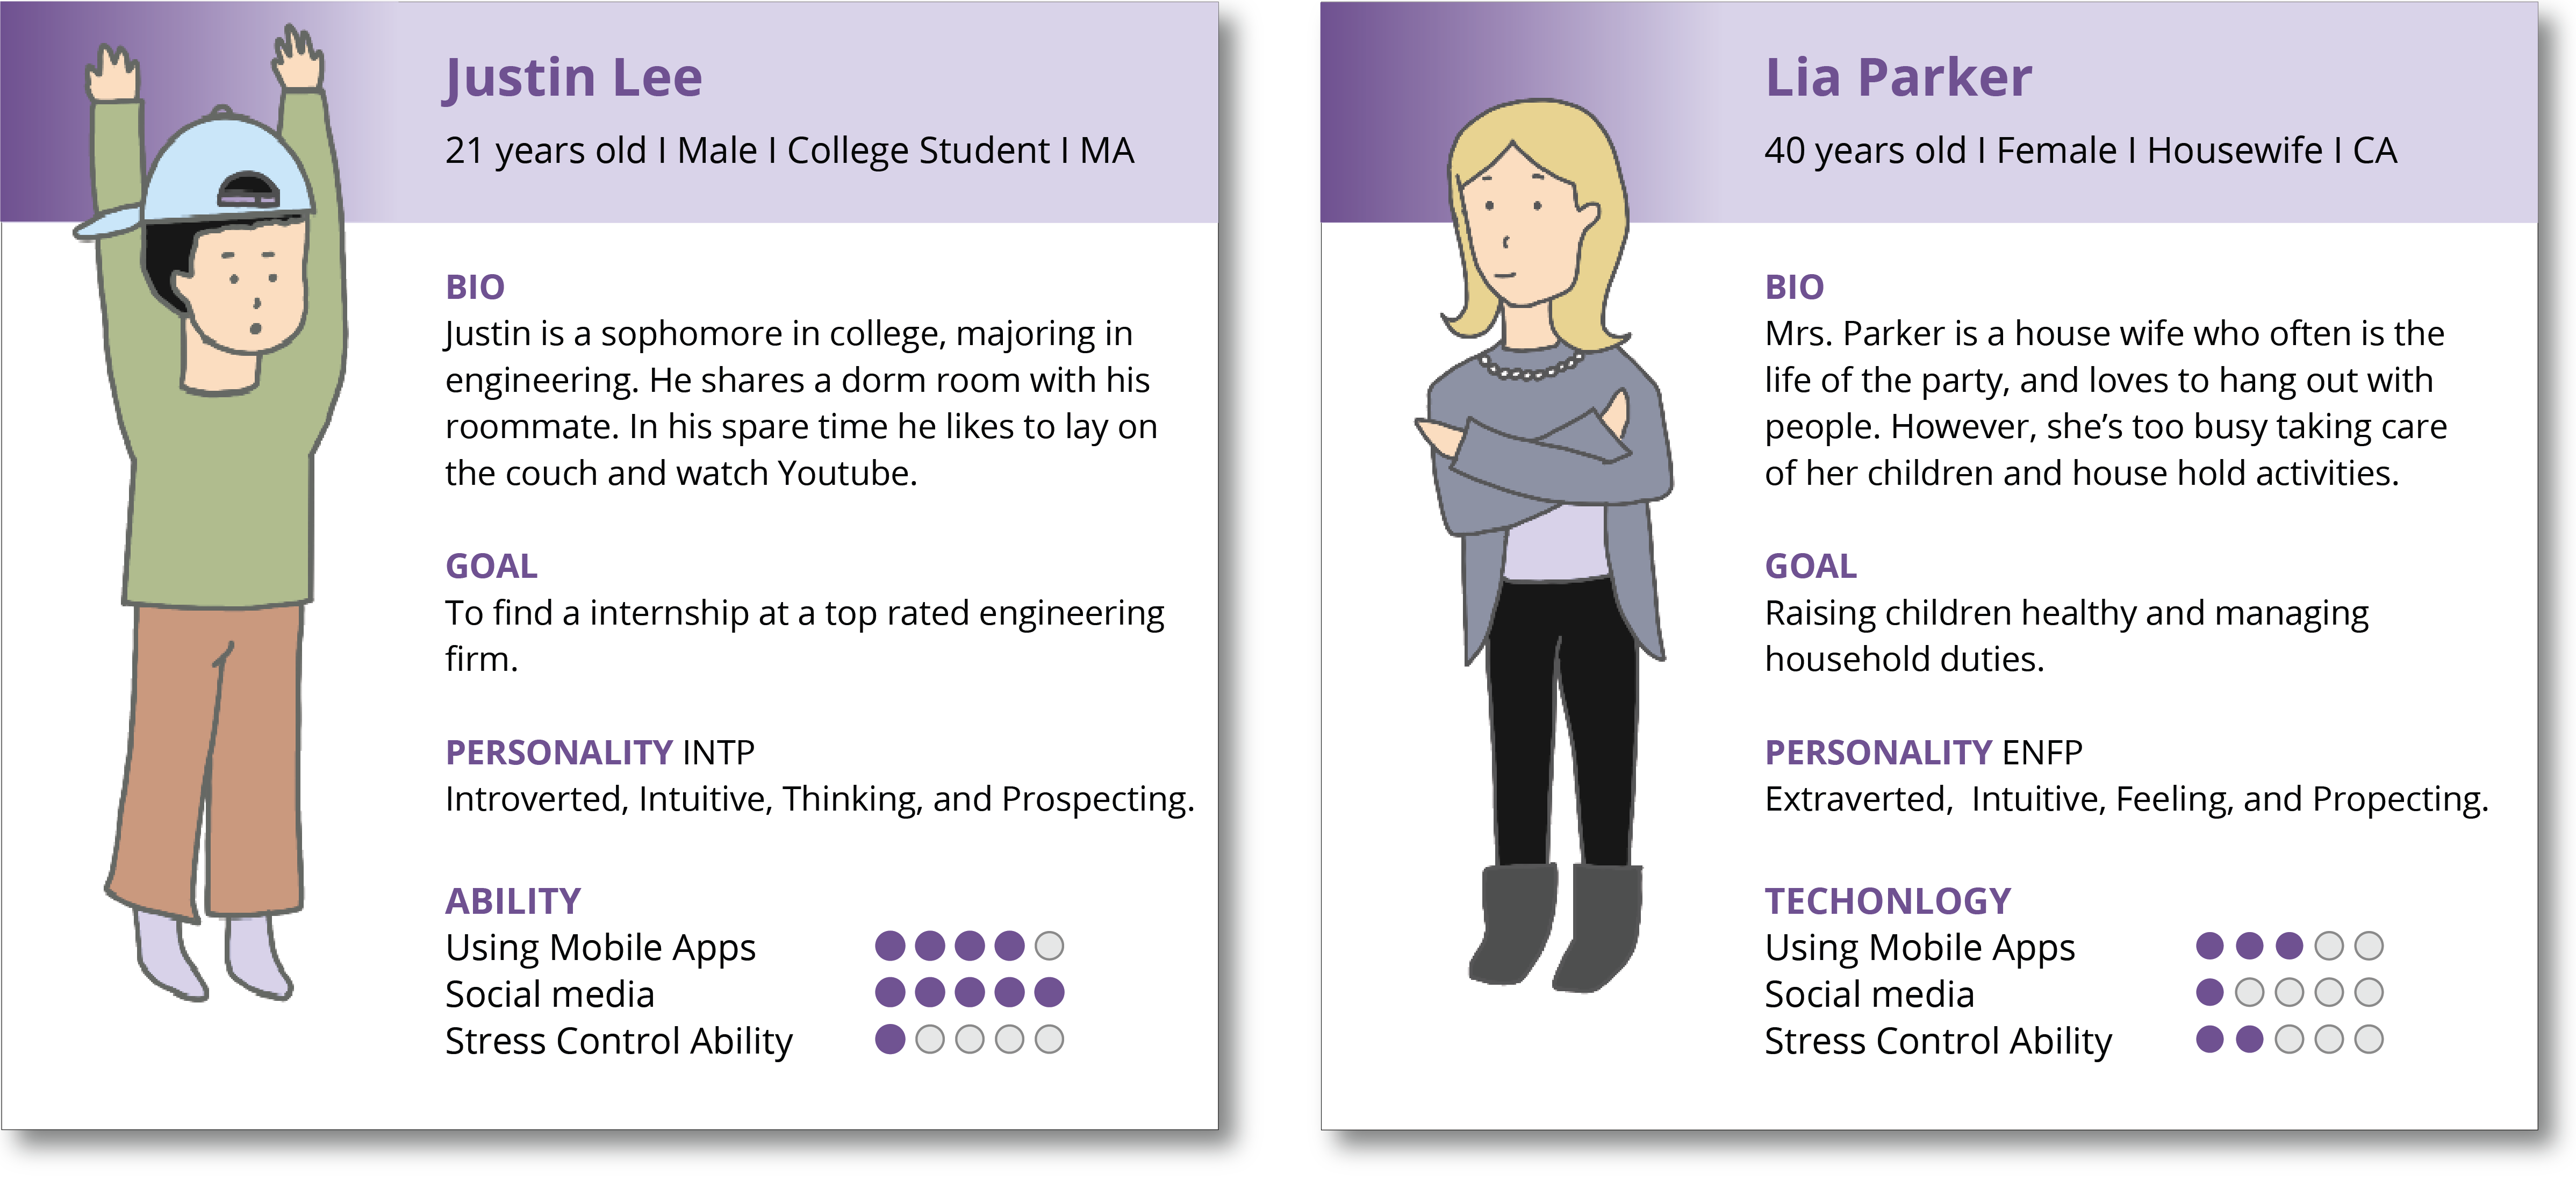 Justin Lee
21 years old I Male I College Student I MA
BIO
Justin is a sophomore in college, majoring in
engineering. He shares a dorm room with his
roommate. In his spare time he likes to lay on
the couch and watch Youtube.
GOAL
To find a internship at a top rated engineering
firm.
PERSONALITY INTP
Introverted, Intuitive, Thinking, and Prospecting.
ABILITY
Using Mobile Apps
Social media
Stress Control Ability
Lia Parker
40 years old I Female I Housewife I CA
BIO
Mrs. Parker is a house wife who often is the
life of the party, and loves to hang out with
people. However, she’s too busy taking care
of her children and house hold activities.
GOAL
Raising children healthy and managing
household duties.
PERSONALITY ENFP
Extraverted,  Intuitive, Feeling, and Propecting.
TECHONLOGY
Using Mobile Apps
Social media
Stress Control Ability